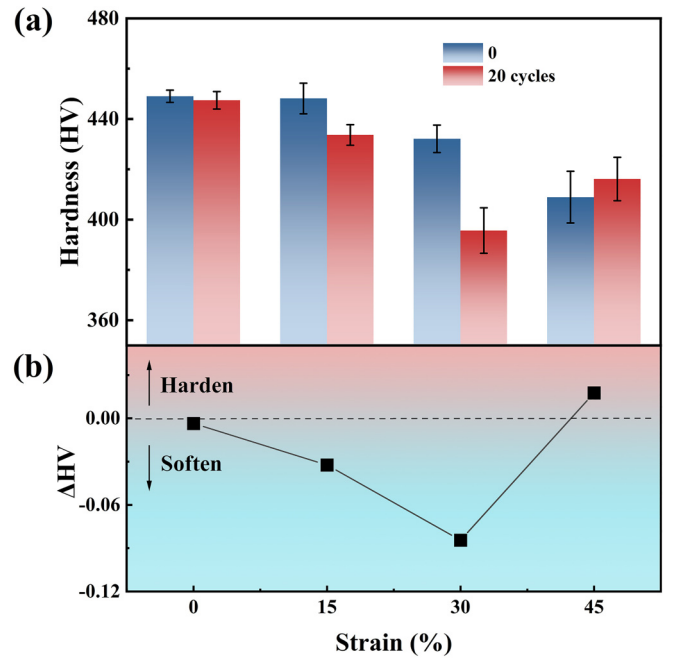 (a)
480
440
400
360
Hardness (HV)
0
20 cycles
(b)
Harden
Soften
0.00
-0.06
-0.12
ΔHV
0
15
30
45
Strain (%)